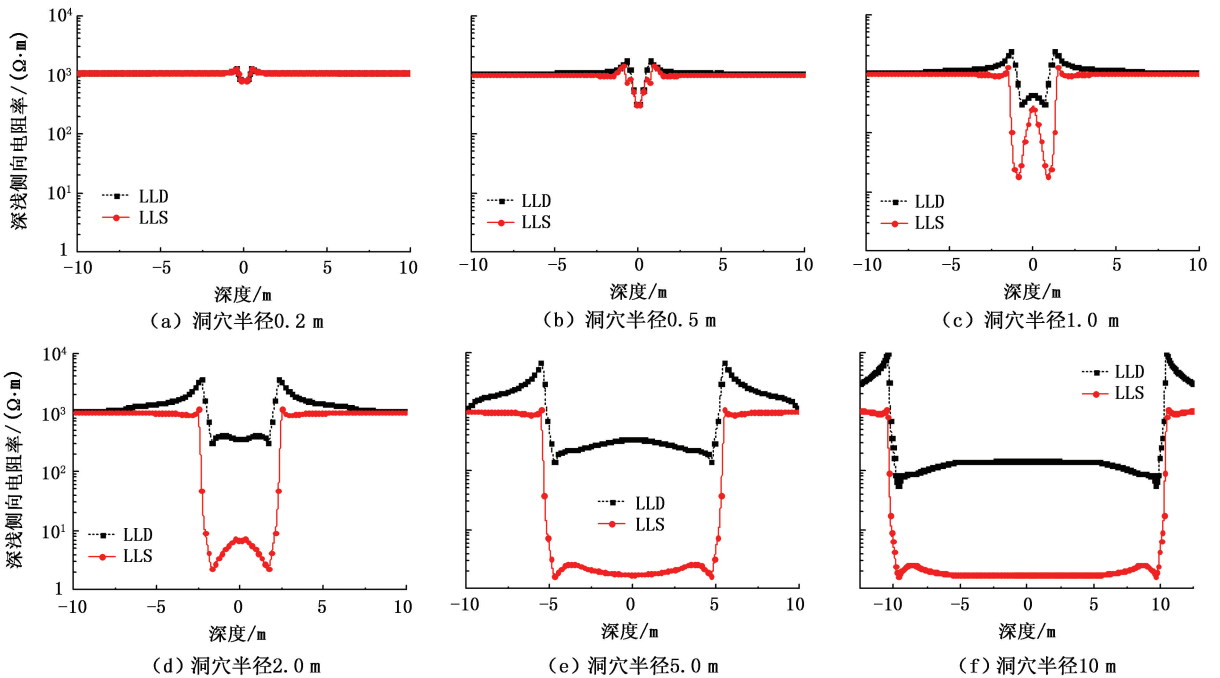 深浅侧向电阻率/(Ω·m)
10⁴
10³
10²
10¹
1
LLD
LLS
-10 -5 0 5 10
深度/m
(a)洞穴半径0.2 m
LLD
LLS
-10 -5 0 5 10
深度/m
(b)洞穴半径0.5 m
LLD
LLS
-10 -5 0 5 10
深度/m
(c)洞穴半径1.0 m
深浅侧向电阻率/(Ω·m)
10⁴
10³
10²
10¹
1
LLD
LLS
-10 -5 0 5 10
深度/m
(d)洞穴半径2.0 m
LLD
LLS
-10 -5 0 5 10
深度/m
(e)洞穴半径5.0 m
LLD
LLS
-10 -5 0 5 10
深度/m
(f)洞穴半径10 m